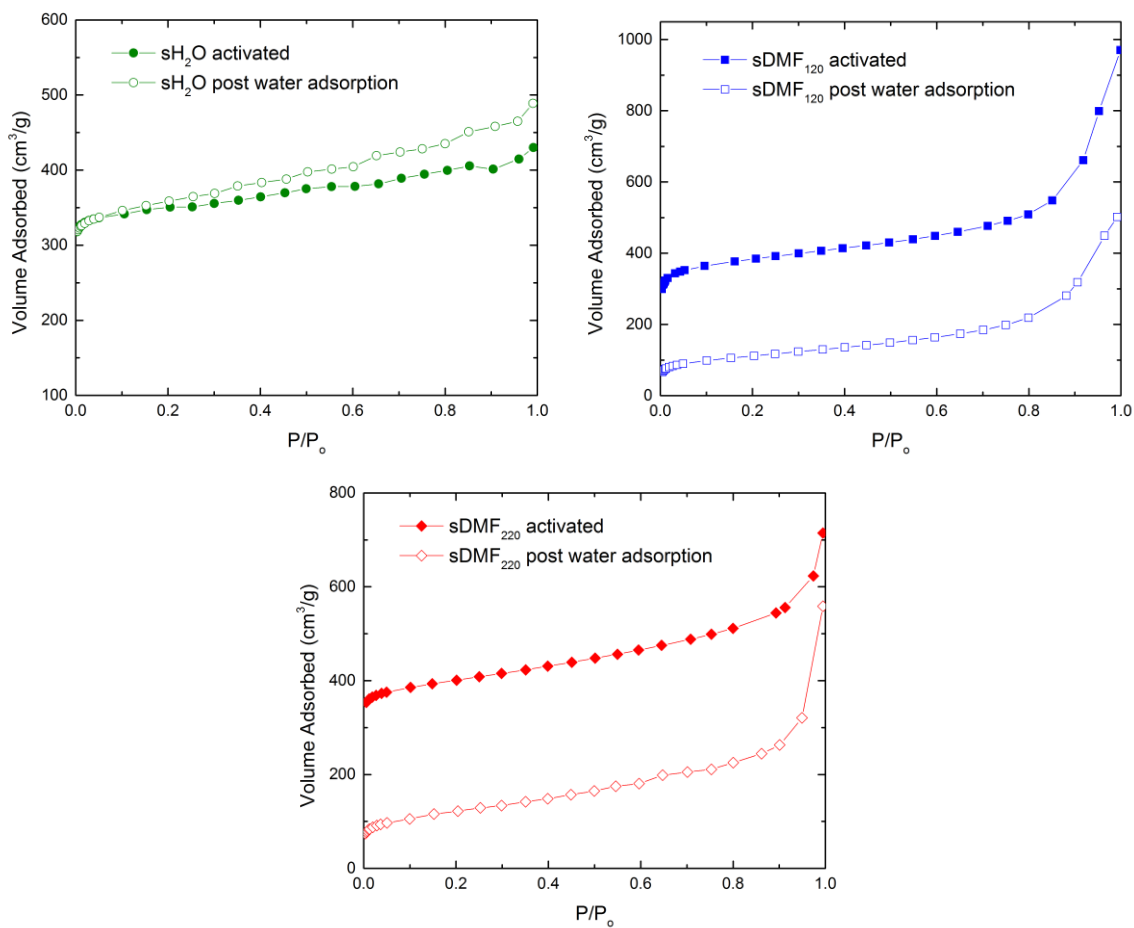 600
500
400
300
200
100
Volume Adsorbed (cm³/g)
sH₂O activated
sH₂O post water adsorption
0.0 0.2 0.4 0.6 0.8 1.0
P/Pₒ
1000
800
600
400
200
0
Volume Adsorbed (cm³/g)
sDMF₁₂₀ activated
sDMF₁₂₀ post water adsorption
0.0 0.2 0.4 0.6 0.8 1.0
P/Pₒ
800
600
400
200
0
Volume Adsorbed (cm³/g)
sDMF₂₂₀ activated
sDMF₂₂₀ post water adsorption
0.0 0.2 0.4 0.6 0.8 1.0
P/Pₒ